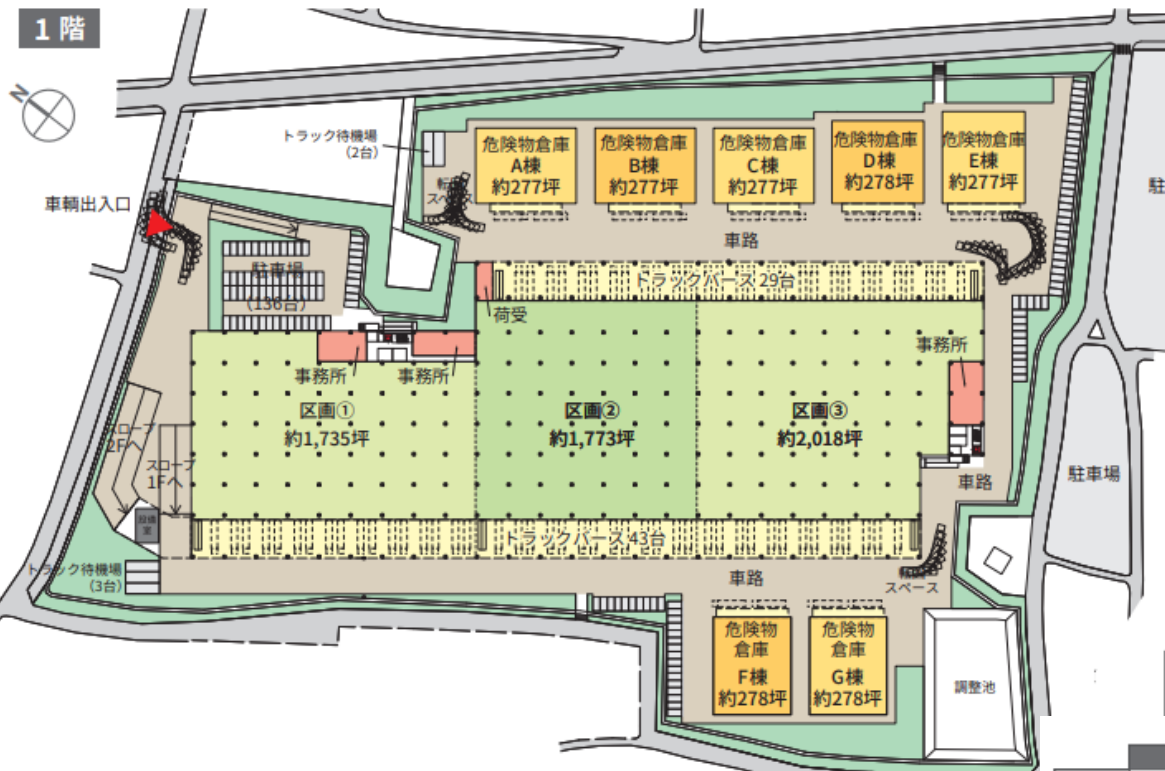 1 階
N
トラック待機場
(2台)
危険物倉庫
A棟
約277坪
危険物倉庫
B棟
約277坪
危険物倉庫
C棟
約277坪
危険物倉庫
D棟
約278坪
危険物倉庫
E棟
約277坪
駐
スペース
車輌出入口
車路
駐車場
(136台)
トラックバース 29台
荷受
事務所
事務所
事務所
区画①
約1,735坪
区画②
約1,773坪
区画③
約2,018坪
スロープ
2Fへ
スロープ
1Fへ
車路
駐車場
トラックバース 43台
トラック待機場
(3台)
車路
スペース
危険物
倉庫
F棟
約278坪
危険物
倉庫
G棟
約278坪
調整池